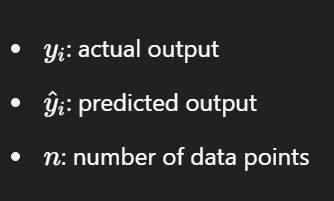 • yᵢ: actual output
• ŷᵢ: predicted output
• n: number of data points